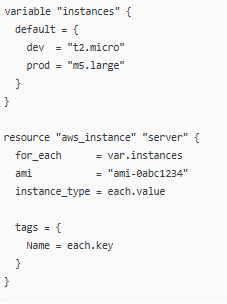 variable "instances" {
  default = {
    dev  = "t2.micro"
    prod = "m5.large"
  }
}

resource "aws_instance" "server" {
  for_each      = var.instances
  ami           = "ami-0abc1234"
  instance_type = each.value

  tags = {
    Name = each.key
  }
}